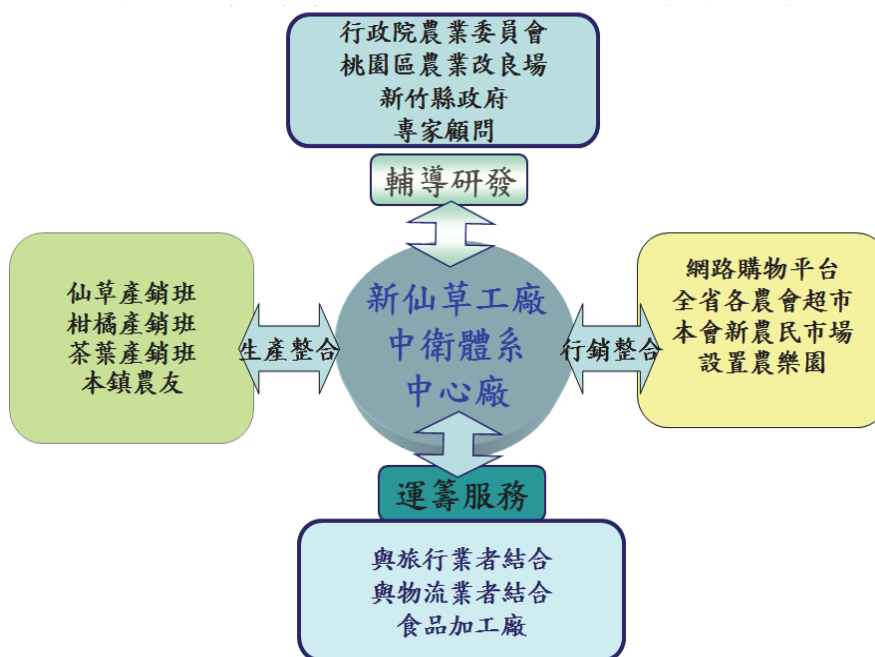 行政院農業委員會
桃園區農業改良場
新竹縣政府
專家顧問
輔導研發
仙草產銷班
柑橘產銷班
茶葉產銷班
本鎮農友
生產整合
新仙草工廠
中衛體系
中心廠
行銷整合
網路購物平台
全省各農會超市
本會新農民市場
設置農樂園
運籌服務
與旅行業者結合
與物流業者結合
食品加工廠